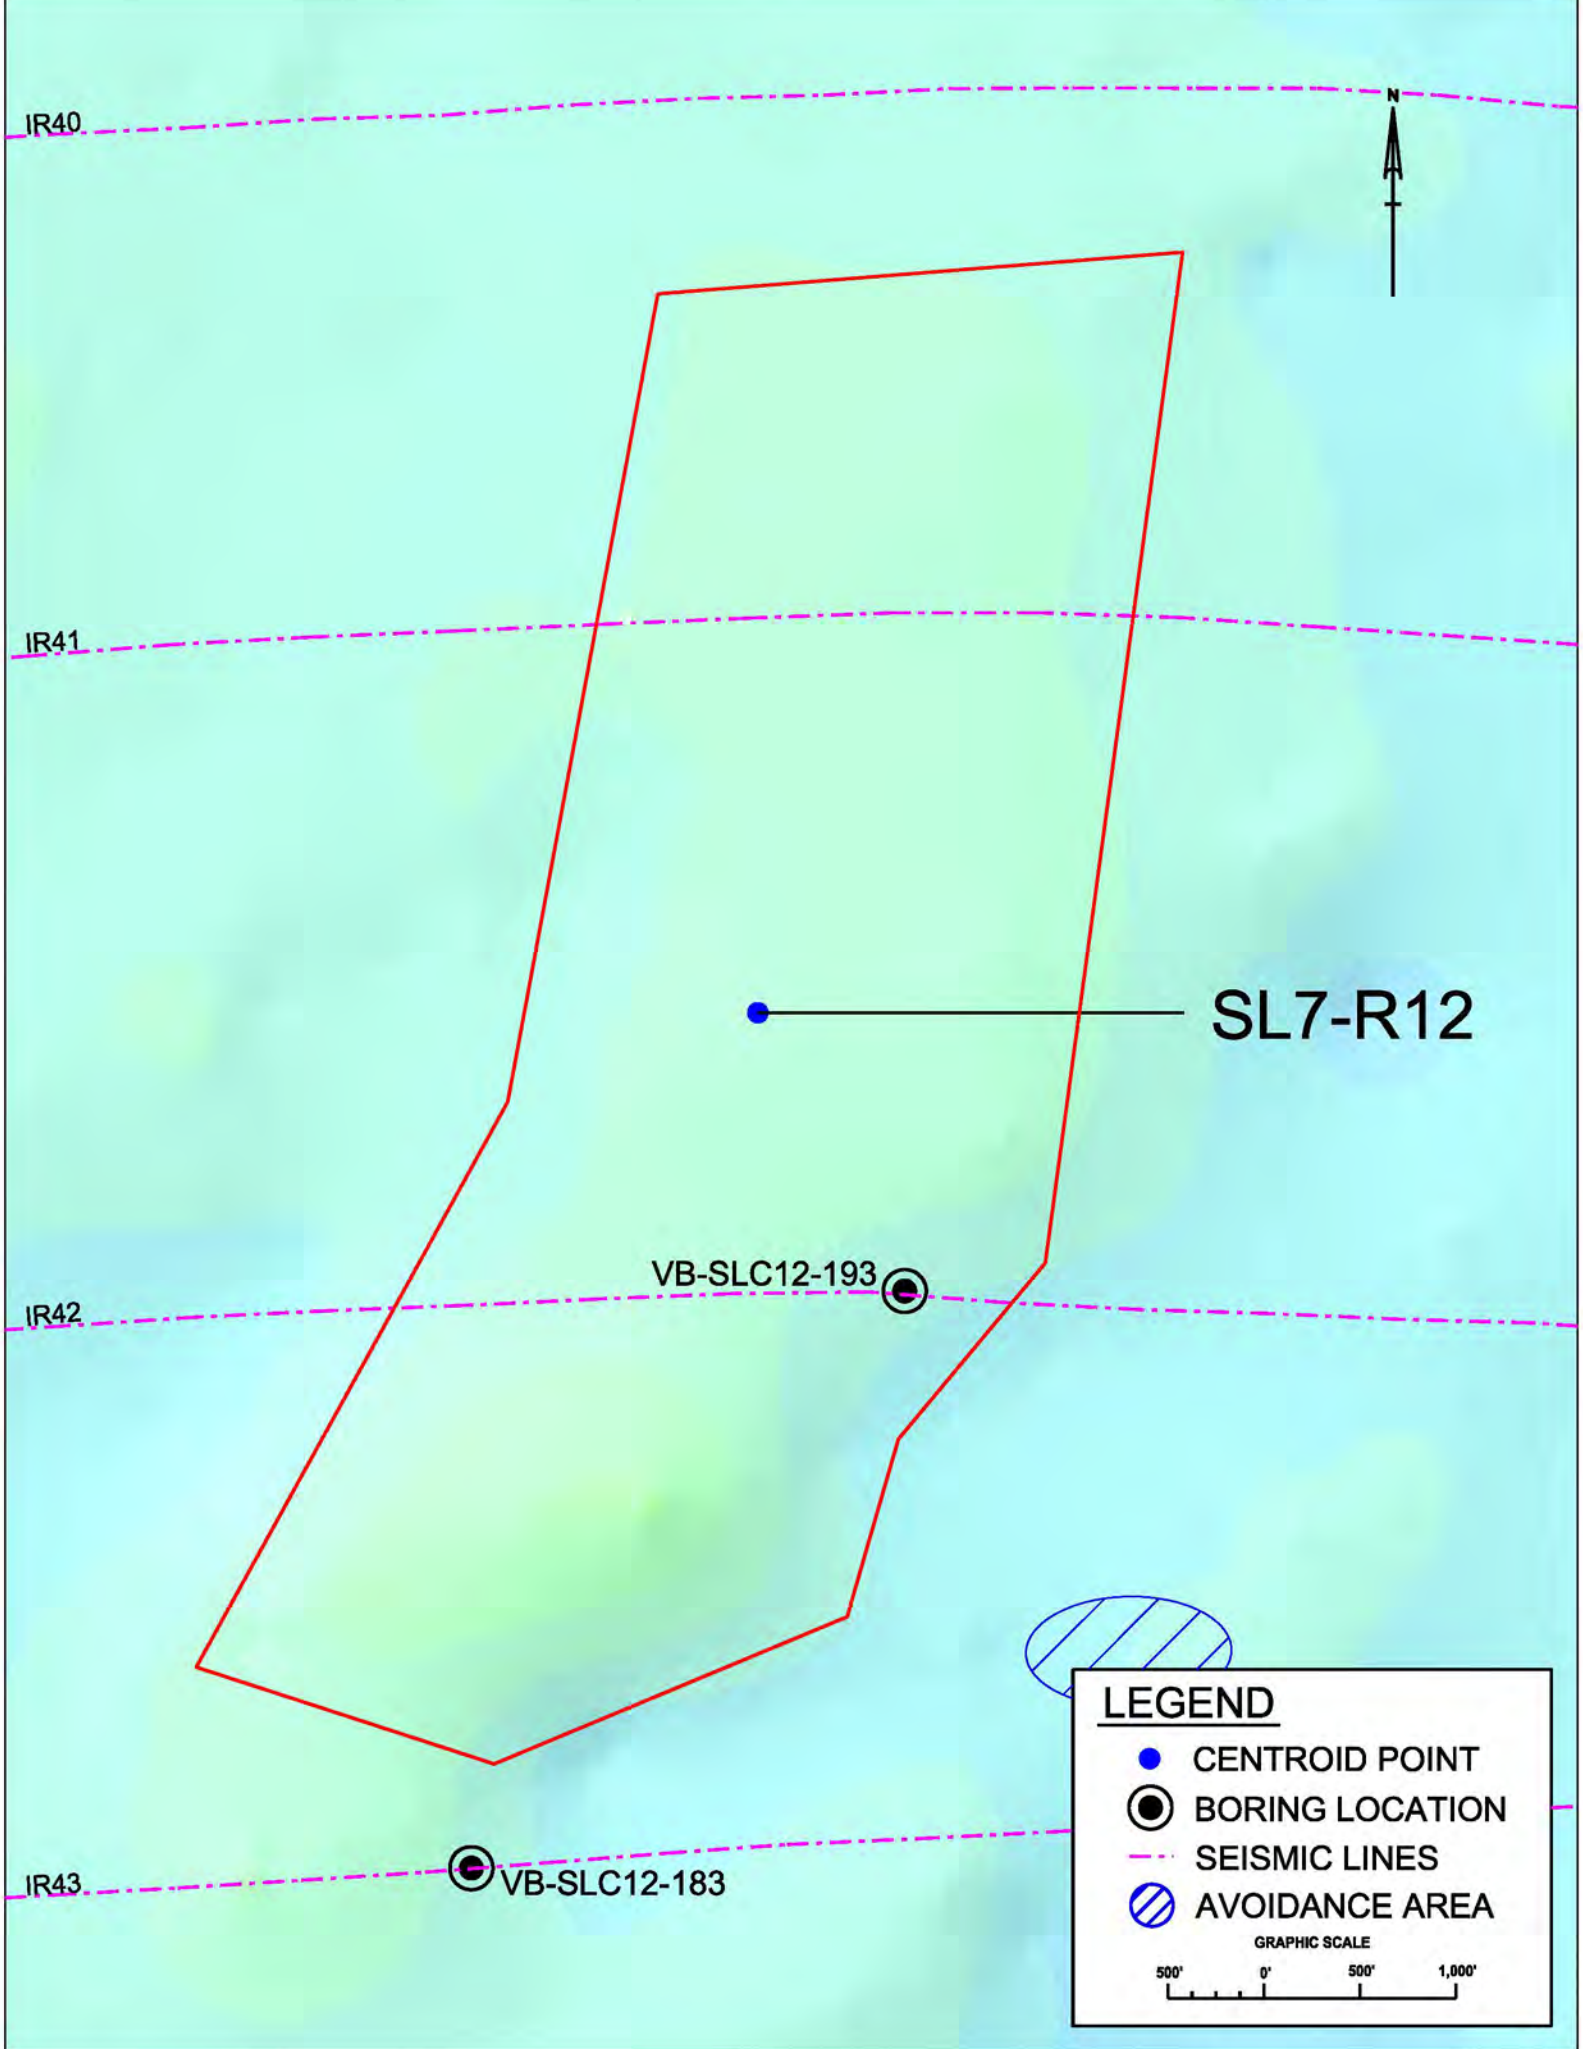 IR40
N
IR41
SL7-R12
VB-SLC12-193
IR42
IR43
VB-SLC12-183
LEGEND
CENTROID POINT
BORING LOCATION
SEISMIC LINES
AVOIDANCE AREA
GRAPHIC SCALE
500' 0' 500' 1,000'